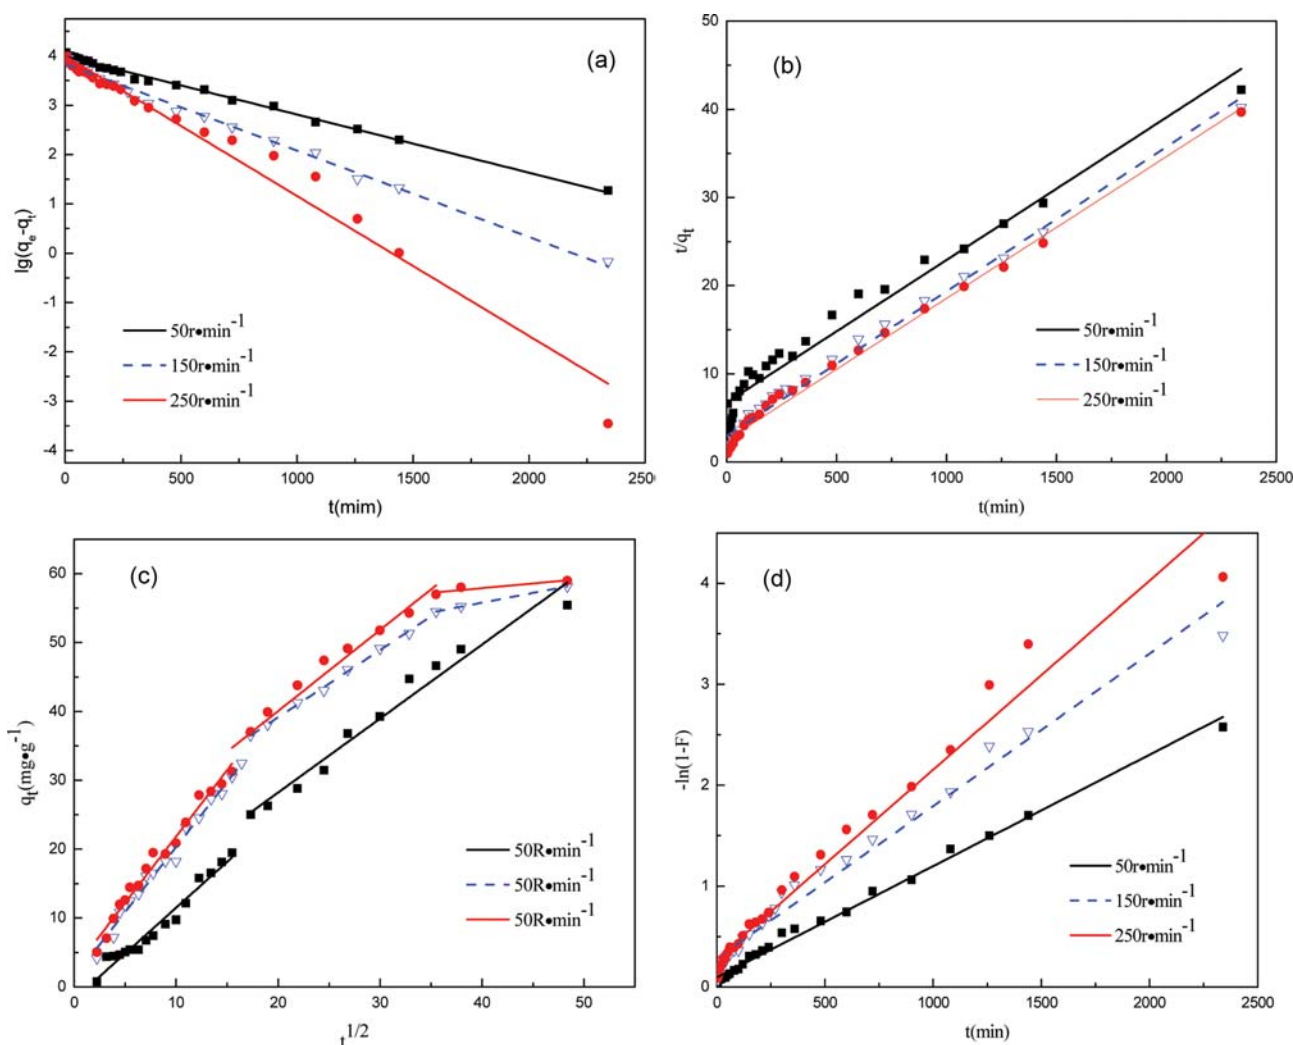 (a)
4
3
2
1
0
-1
-2
-3
-4
lg(qe-qt)
50r•min-1
150r•min-1
250r•min-1
0
500
1000
1500
2000
2500
t(mim)
(b)
50
40
30
20
10
0
t/qt
50r•min-1
150r•min-1
250r•min-1
0
500
1000
1500
2000
2500
t(min)
(c)
60
50
40
30
20
10
0
qt(mg•g-1)
50R•min-1
50R•min-1
50R•min-1
0
10
20
30
40
50
t1/2
(d)
4
3
2
1
0
-ln(1-F)
50r•min-1
150r•min-1
250r•min-1
0
500
1000
1500
2000
2500
t(min)